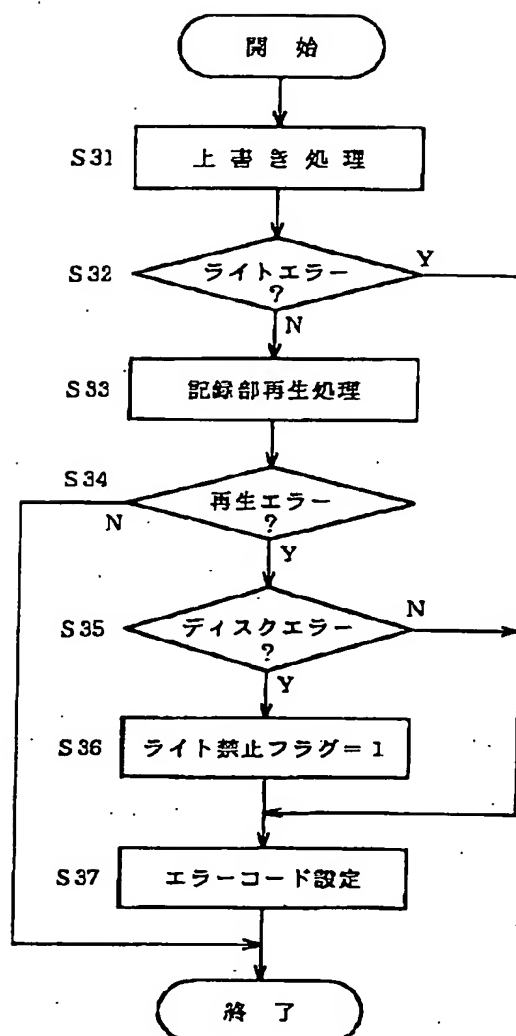 開 始
S31
上 書 き 処 理
S32
ライトエラー
?
Y
N
S33
記録部再生処理
S34
再生エラー
?
N
Y
S35
ディスクエラー
?
N
Y
S36
ライト禁止フラグ=1
S37
エラーコード設定
終 了